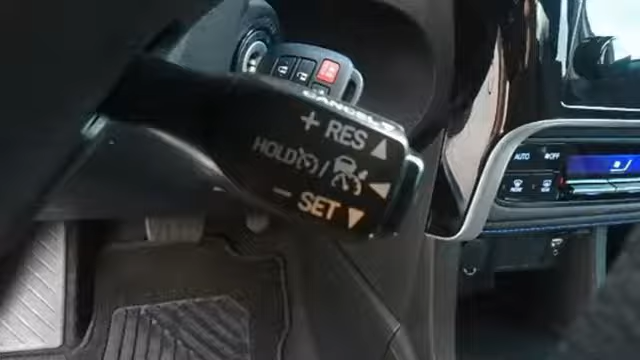 CANCEL
+ RES ▲
HOLD / ◀
− SET ▼
AUTO OFF